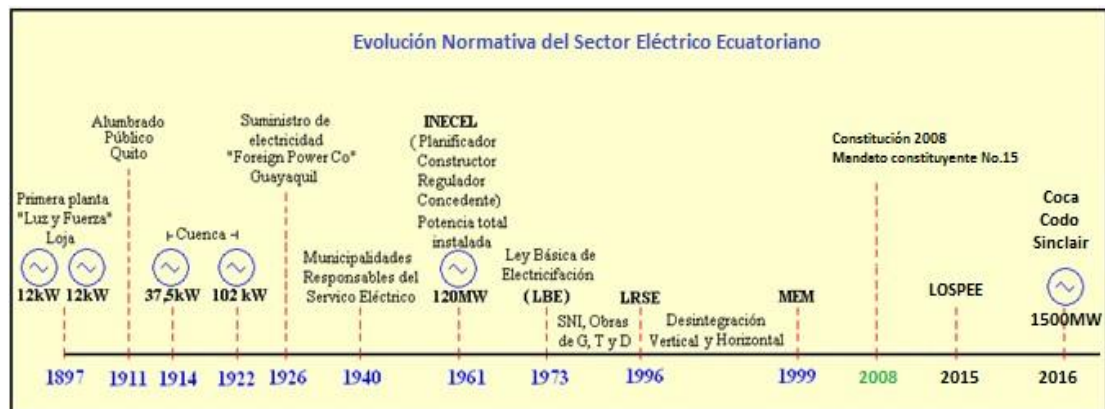 Evolución Normativa del Sector Eléctrico Ecuatoriano
Primera planta
"Luz y Fuerza"
Loja
12kW
12kW
Alumbrado
Público
Quito
⊦ Cuenca ⊣
37,5kW
102 kW
Suministro de
electricidad
"Foreign Power Co"
Guayaquil
Municipalidades
Responsables del
Servico Eléctrico
INECEL
(Planificador
Constructor
Regulador
Concedente)
Potencia total
instalada
120MW
Ley Básica de
Electricifación
(LBE)
SNI, Obras
de G, T y D
LRSE
Desintegración
Vertical y Horizontal
MEM
Constitución 2008
Mandato constituyente No.15
LOSPEE
Coca
Codo
Sinclair
1500MW
1897
1911
1914
1922
1926
1940
1961
1973
1996
1999
2008
2015
2016